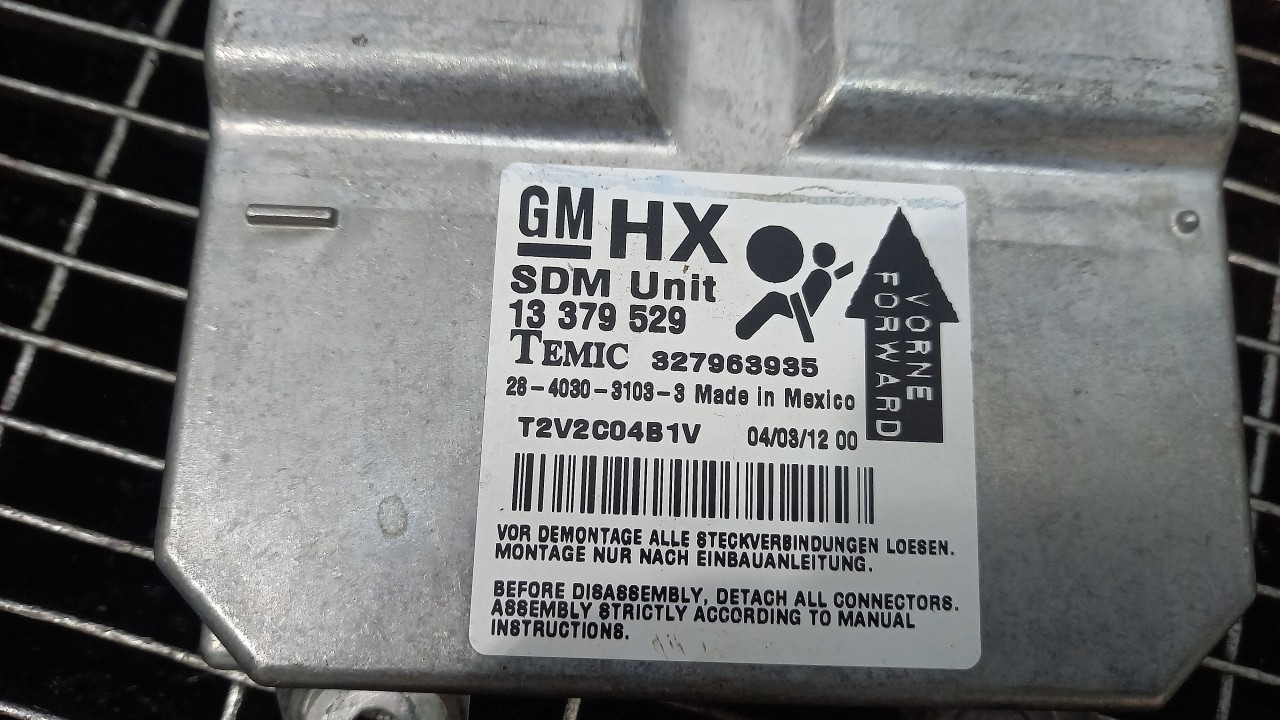 GM HX
SDM Unit
13 379 529
TEMIC 327963935
28-4030-3103-3 Made in Mexico
T2V2C04B1V 04/03/12 00
VORNE
FORWARD
VOR DEMONTAGE ALLE STECKVERBINDUNGEN LOESEN.
MONTAGE NUR NACH EINBAUANLEITUNG.
BEFORE DISASSEMBLY, DETACH ALL CONNECTORS.
ASSEMBLY STRICTLY ACCORDING TO MANUAL
INSTRUCTIONS.